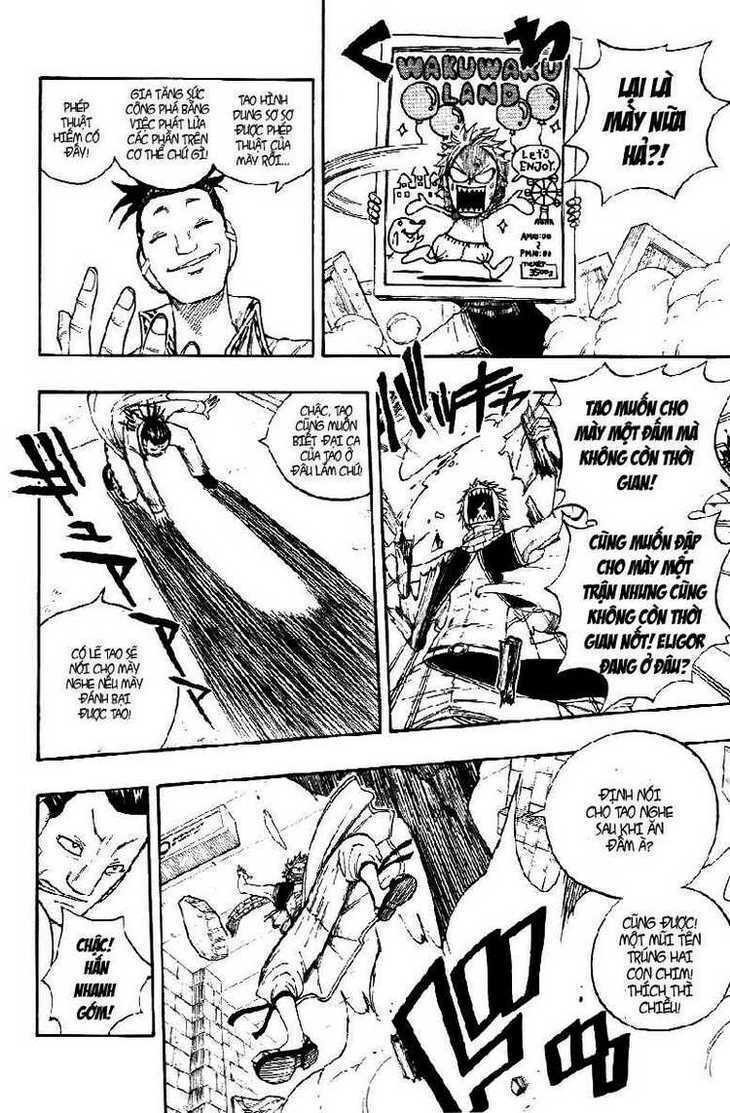 LẠI LÀ
MÀY NỮA
HẢ?!
WAKUWAKU
LAND
LET'S
ENJOY.
PHÉP
THUẬT
HIẾM CÓ
ĐẤY!
GIA TĂNG SỨC
CÔNG PHÁ BẰNG
VIỆC PHÁT LỬA
CÁC PHẦN TRÊN
CƠ THỂ CHỨ GÌ!
TAO HÌNH
DUNG SƠ SƠ
ĐƯỢC PHÉP
THUẬT CỦA
MÀY RỒI...
TAO MUỐN CHO
MÀY MỘT ĐẤM MÀ
KHÔNG CÒN THỜI
GIAN!
CŨNG MUỐN ĐẬP
CHO MÀY MỘT
TRẬN NHƯNG CŨNG
KHÔNG CÒN THỜI
GIAN NỐT! ELIGOR
ĐANG Ở ĐÂU?
CHẬC, TAO
CŨNG MUỐN
BIẾT ĐẠI CA
CỦA TAO Ở
ĐÂU LẮM CHỨ!
CÓ LẼ TAO SẼ
NÓI CHO MÀY
NGHE NẾU MÀY
ĐÁNH BẠI
ĐƯỢC TAO!
ĐỊNH NÓI
CHO TAO NGHE
SAU KHI ĂN
ĐẤM À?
CŨNG ĐƯỢC!
MỘT MŨI TÊN
TRÚNG HAI
CON CHIM!
THÍCH THÌ
CHIỀU!
CHẬC!
HẮN
NHANH
GỚM!